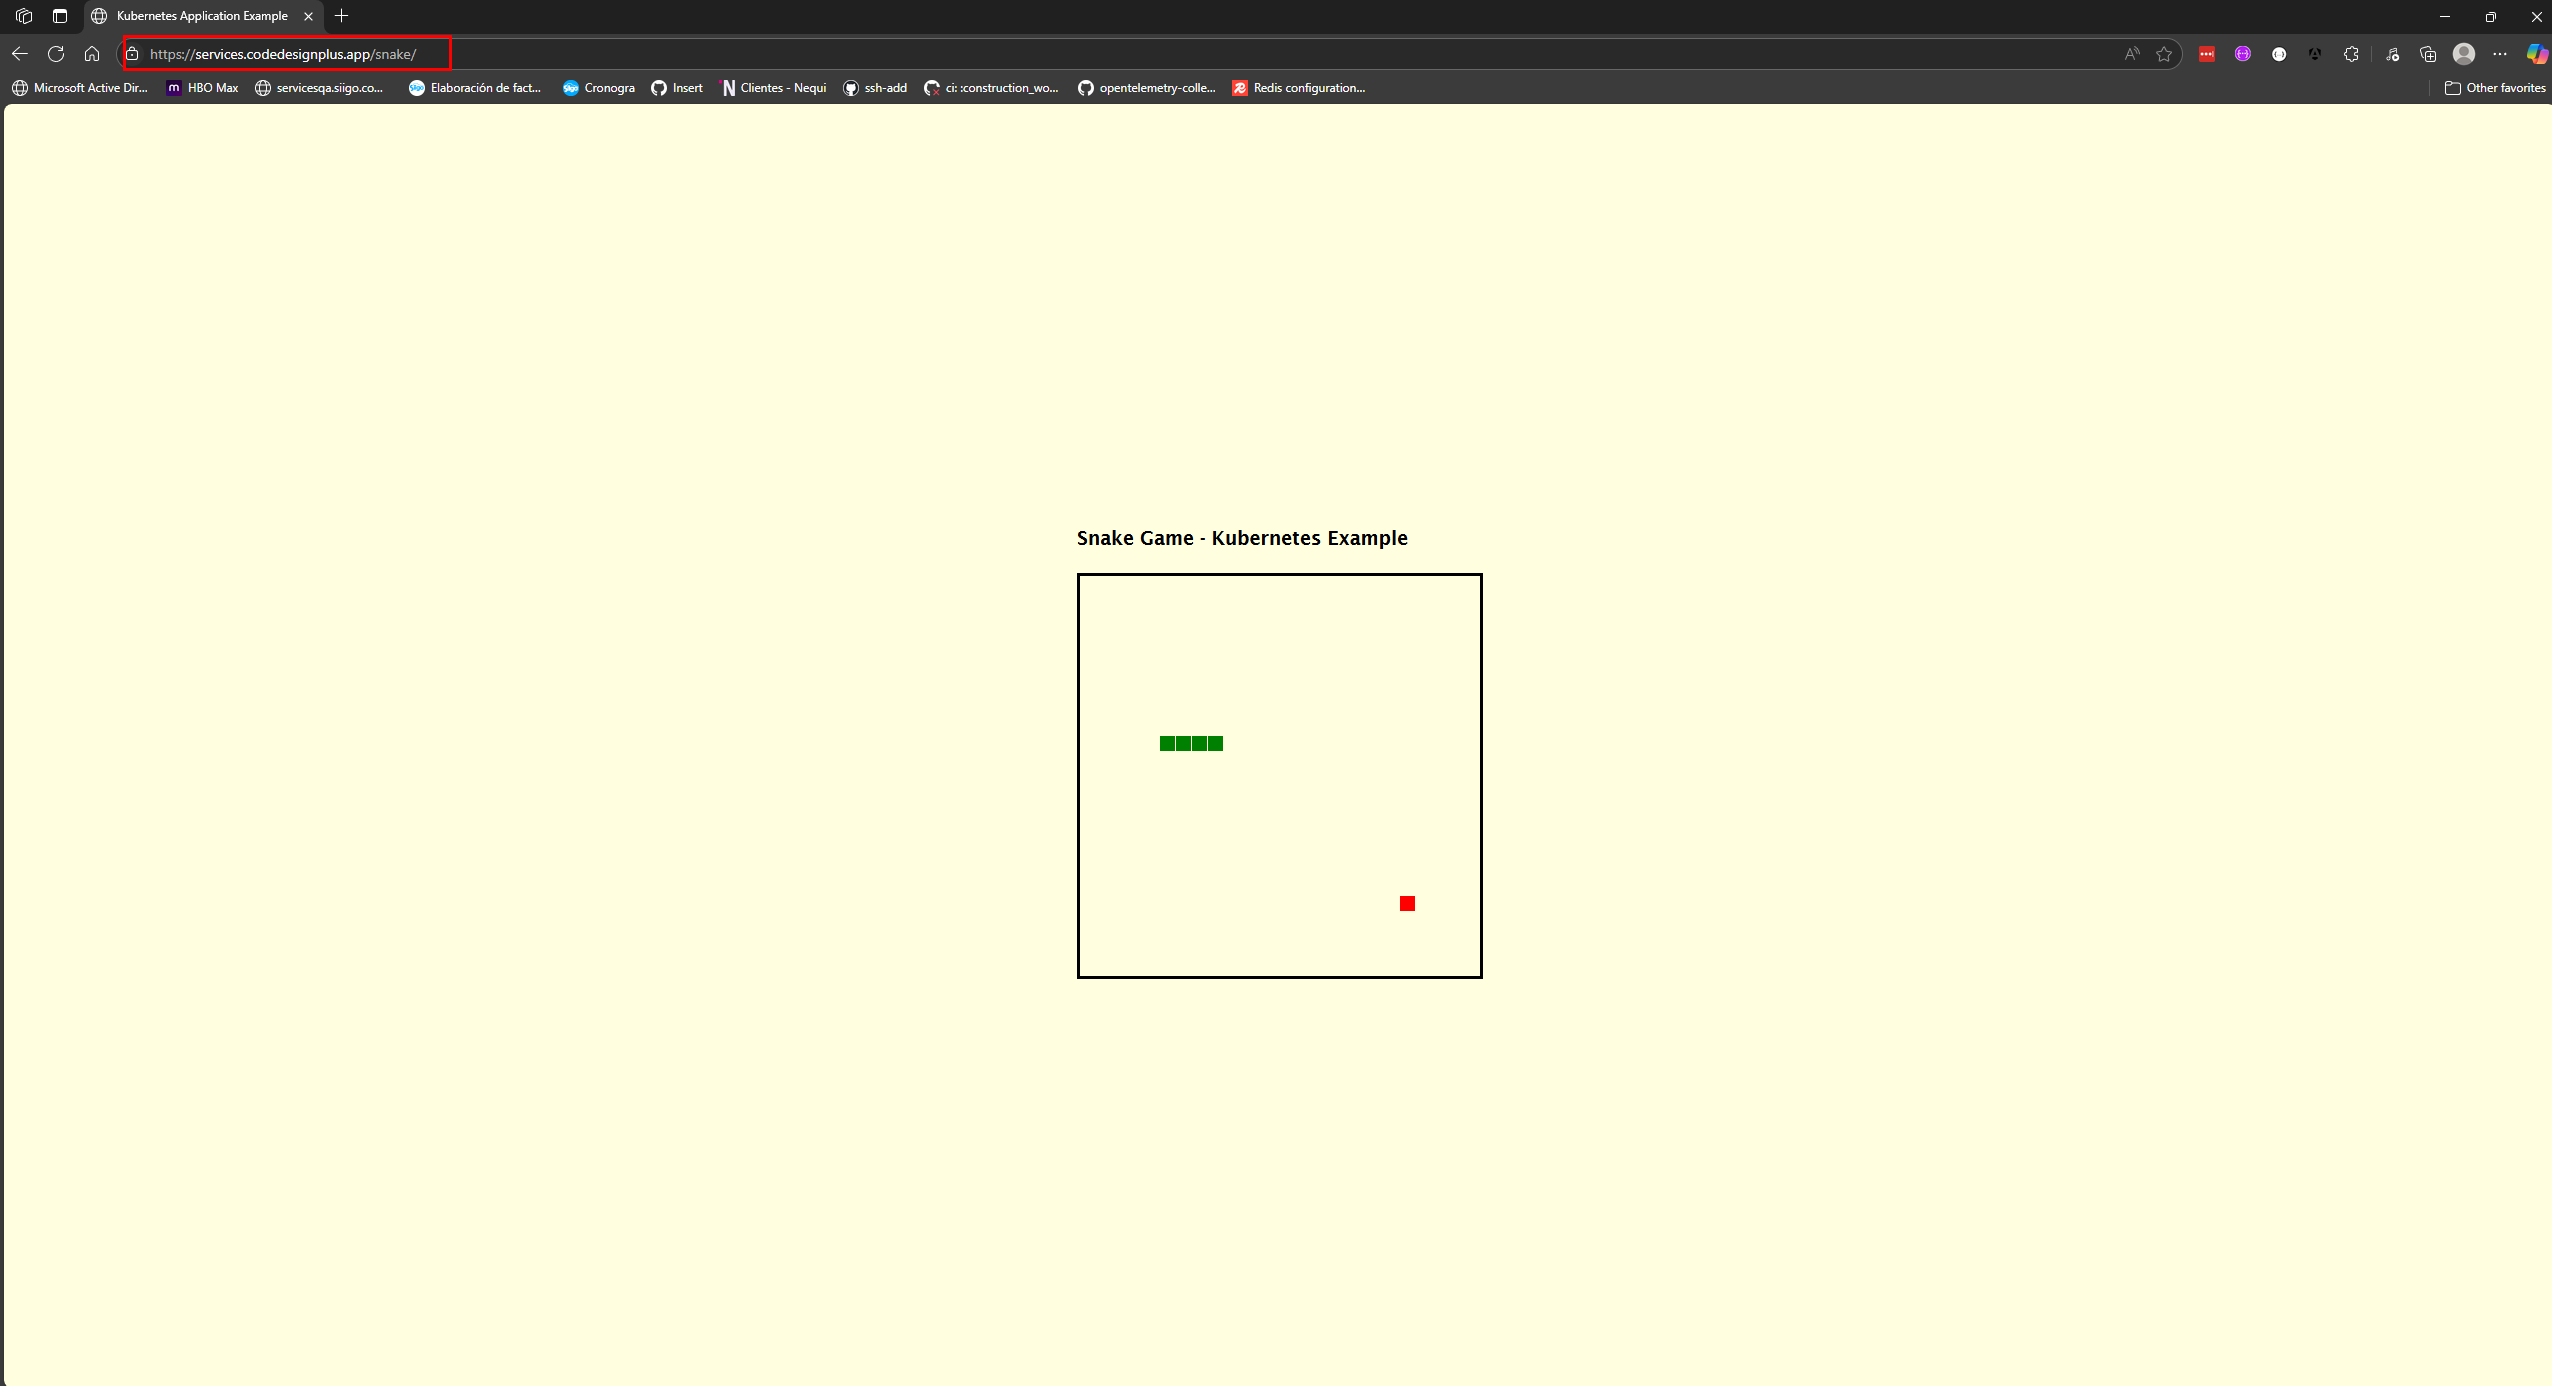 Kubernetes Application Example
https://services.codedesignplus.app/snake/
Microsoft Active Dir... HBO Max servicesqa.siigo.co... Elaboración de fact... Cronogra Insert Clientes - Nequi ssh-add ci: :construction_wo... opentelemetry-colle... Redis configuration... Other favorites
Snake Game - Kubernetes Example